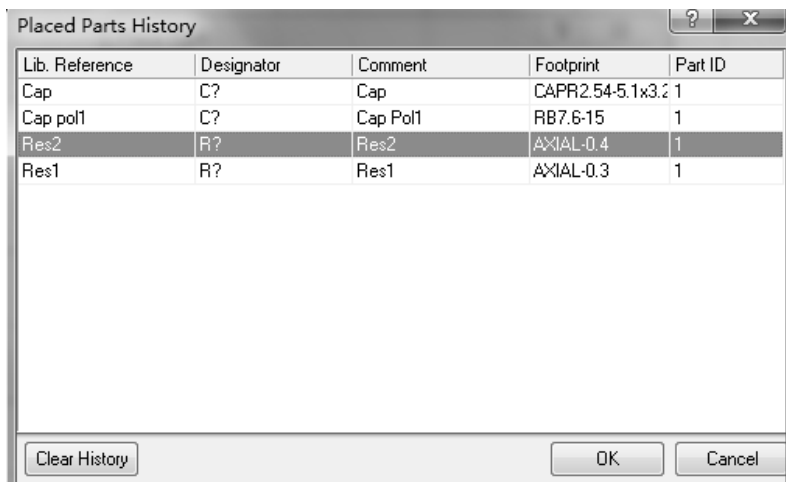 Placed Parts History
Lib. Reference Designator Comment Footprint Part ID
Cap C? Cap CAPR2.54-5.1x3.2 1
Cap pol1 C? Cap Pol1 RB7.6-15 1
Res2 R? Res2 AXIAL-0.4 1
Res1 R? Res1 AXIAL-0.3 1
Clear History OK Cancel